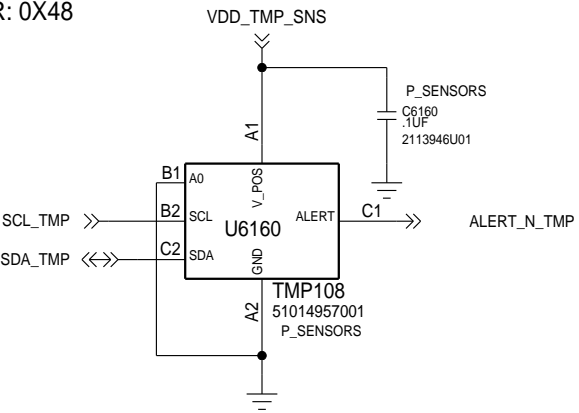 R: 0X48
VDD_TMP_SNS
P_SENSORS
C6160
.1UF
2113946U01
A1
B1
A0
V_POS
SCL_TMP
B2
SCL
U6160
ALERT
C1
ALERT_N_TMP
SDA_TMP
C2
SDA
GND
A2
TMP108
51014957001
P_SENSORS